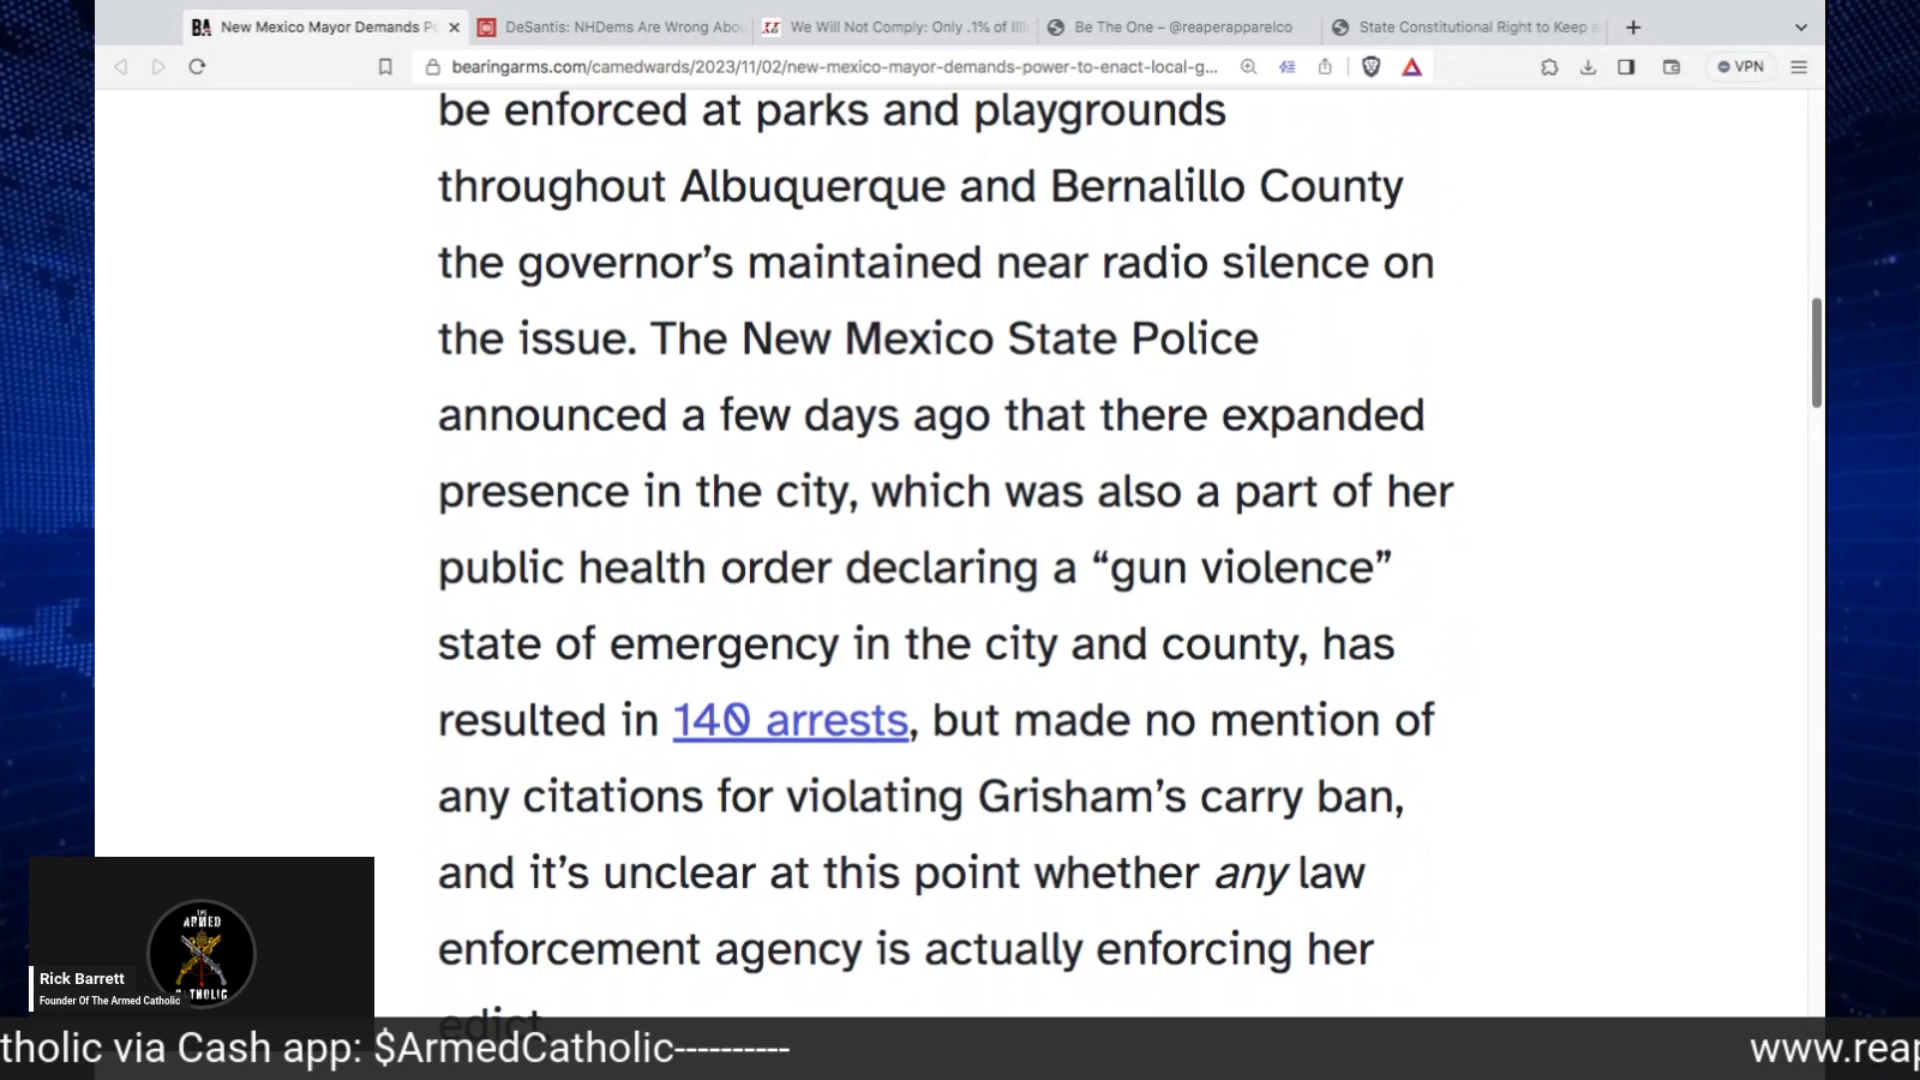 BA New Mexico Mayor Demands Po
DeSantis: NHDems Are Wrong Abou
We Will Not Comply: Only .1% of Illin
Be The One – @reaperapparelco
State Constitutional Right to Keep a
bearingarms.com/camedwards/2023/11/02/new-mexico-mayor-demands-power-to-enact-local-g...
VPN
be enforced at parks and playgrounds
throughout Albuquerque and Bernalillo County
the governor’s maintained near radio silence on
the issue. The New Mexico State Police
announced a few days ago that there expanded
presence in the city, which was also a part of her
public health order declaring a “gun violence”
state of emergency in the city and county, has
resulted in 140 arrests, but made no mention of
any citations for violating Grisham’s carry ban,
and it’s unclear at this point whether any law
enforcement agency is actually enforcing her
edict.
THE
ARMED
CATHOLIC
Rick Barrett
Founder Of The Armed Catholic
tholic via Cash app: $ArmedCatholic----------
www.reap